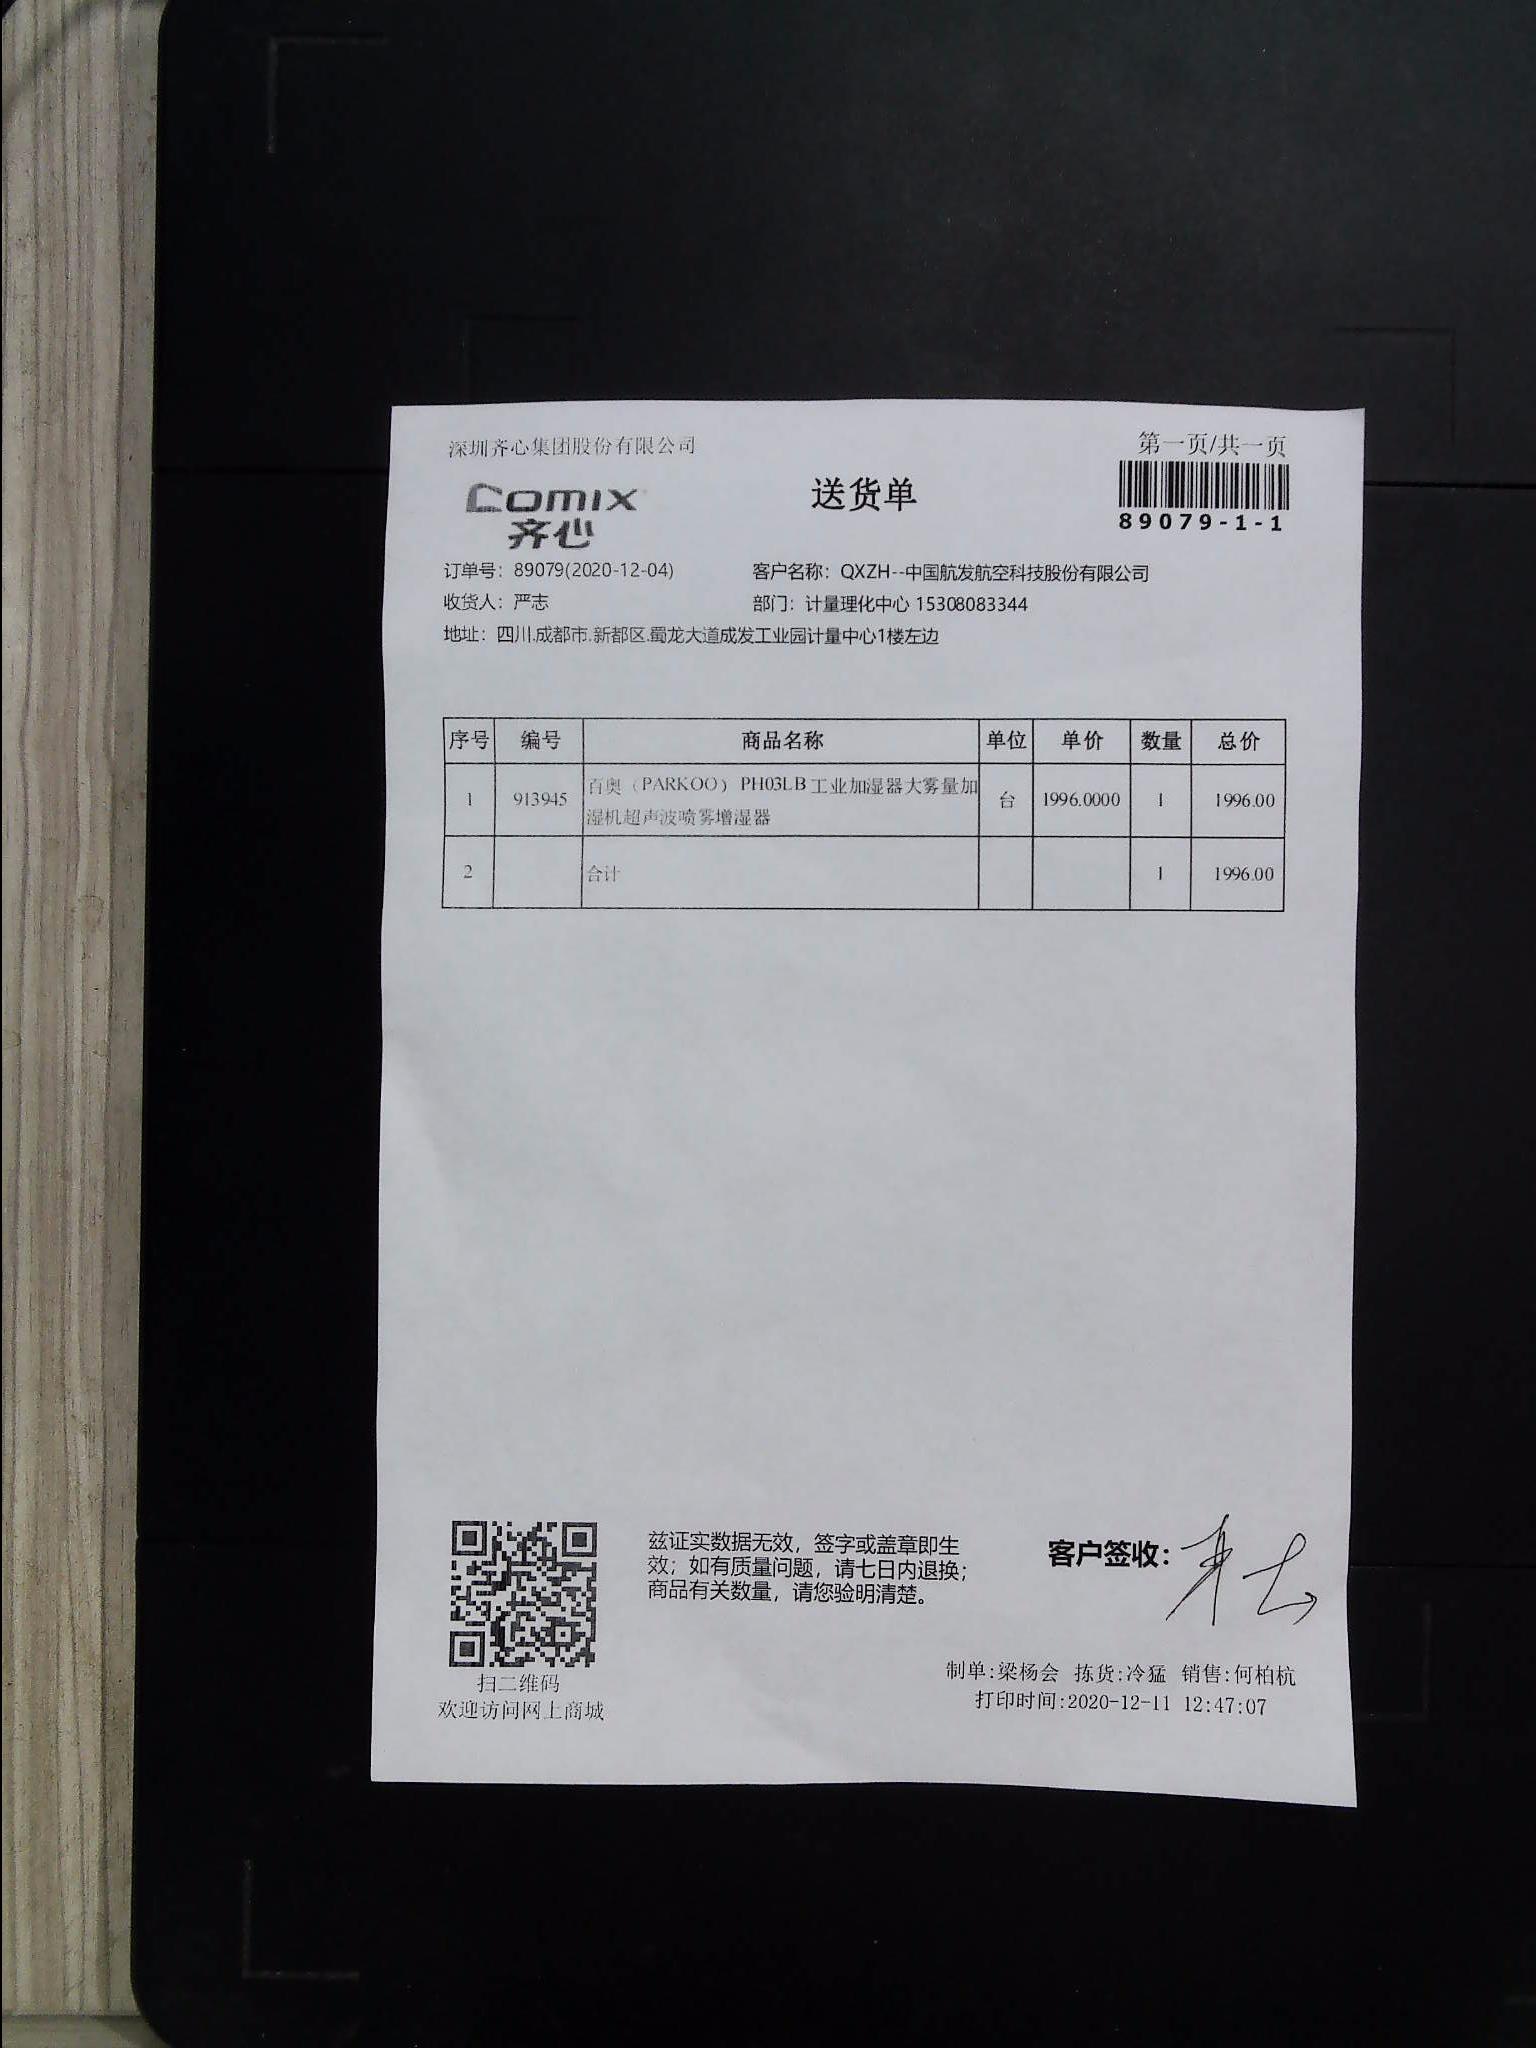 深圳齐心集团股份有限公司
第一页/共一页
comix
齐心
送货单
89079-1-1
订单号：89079(2020-12-04)
客户名称：QXZH--中国航发航空科技股份有限公司
收货人：严志
部门：计量理化中心 15308083344
地址：四川.成都市.新都区.蜀龙大道成发工业园计量中心1楼左边
序号 编号 商品名称 单位 单价 数量 总价
1 913945 百奥（PARKOO） PH03LB 工业加湿器大雾量加湿机超声波喷雾增湿器 台 1996.0000 1 1996.00
2 合计 1 1996.00
兹证实数据无效，签字或盖章即生
效；如有质量问题，请七日内退换；
商品有关数量，请您验明清楚。
客户签收：
扫二维码
欢迎访问网上商城
制单:梁杨会 拣货:冷猛 销售:何柏杭
打印时间:2020-12-11 12:47:07